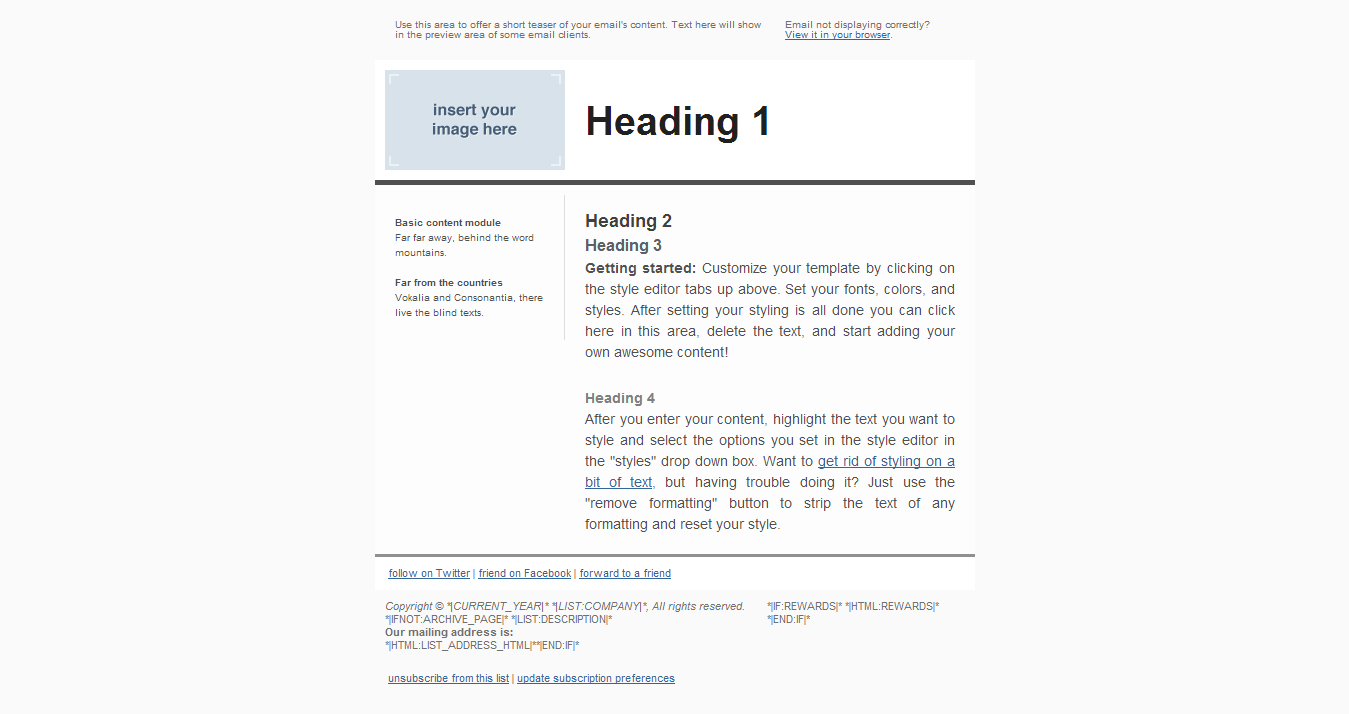 Use this area to offer a short teaser of your email's content. Text here will show
in the preview area of some email clients.
Email not displaying correctly?
View it in your browser.
insert your
image here
Heading 1
Basic content module
Far far away, behind the word
mountains.
Far from the countries
Vokalia and Consonantia, there
live the blind texts.
Heading 2
Heading 3
Getting started: Customize your template by clicking on
the style editor tabs up above. Set your fonts, colors, and
styles. After setting your styling is all done you can click
here in this area, delete the text, and start adding your
own awesome content!
Heading 4
After you enter your content, highlight the text you want to
style and select the options you set in the style editor in
the "styles" drop down box. Want to get rid of styling on a
bit of text, but having trouble doing it? Just use the
"remove formatting" button to strip the text of any
formatting and reset your style.
follow on Twitter | friend on Facebook | forward to a friend
Copyright © *|CURRENT_YEAR|* *|LIST:COMPANY|*, All rights reserved.
*|IFNOT:ARCHIVE_PAGE|* *|LIST:DESCRIPTION|*
Our mailing address is:
*|HTML:LIST_ADDRESS_HTML|**|END:IF|*
*|IF:REWARDS|* *|HTML:REWARDS|*
*|END:IF|*
unsubscribe from this list | update subscription preferences